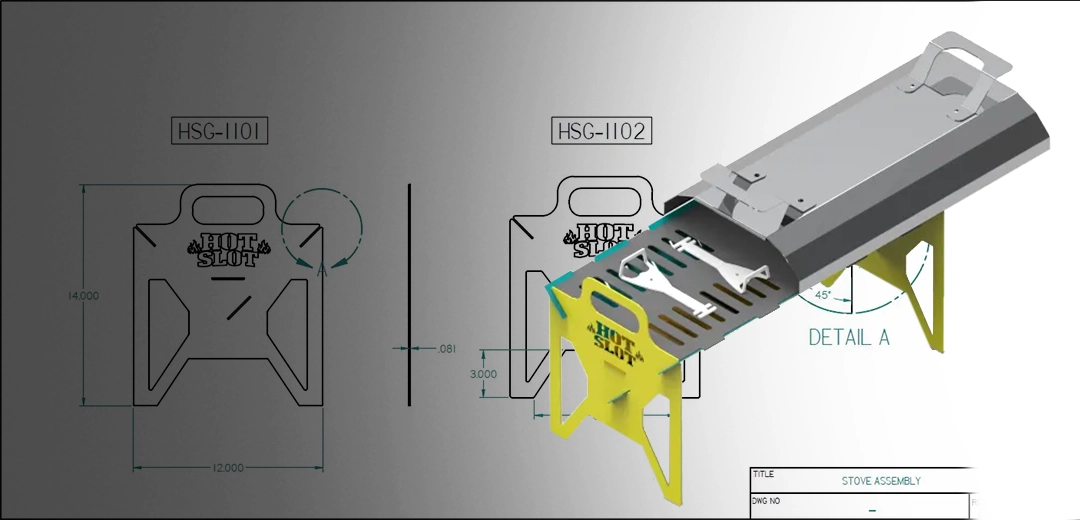 HSG-1101
HSG-1102
HOT
SLOT
HOT
SLOT
A
14.000
.081
3.000
12.000
45°
DETAIL A
HOT
SLOT
TITLE
STOVE ASSEMBLY
DWG NO
-
R